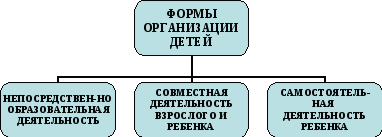 ФОРМЫ
ОРГАНИЗАЦИИ
ДЕТЕЙ
НЕПОСРЕДСТВЕН-НО
ОБРАЗОВАТЕЛЬНАЯ
ДЕЯТЕЛЬНОСТЬ
СОВМЕСТНАЯ
ДЕЯТЕЛЬНОСТЬ
ВЗРОСЛОГО И
РЕБЕНКА
САМОСТОЯТЕЛЬ-
НАЯ
ДЕЯТЕЛЬНОСТЬ
РЕБЕНКА